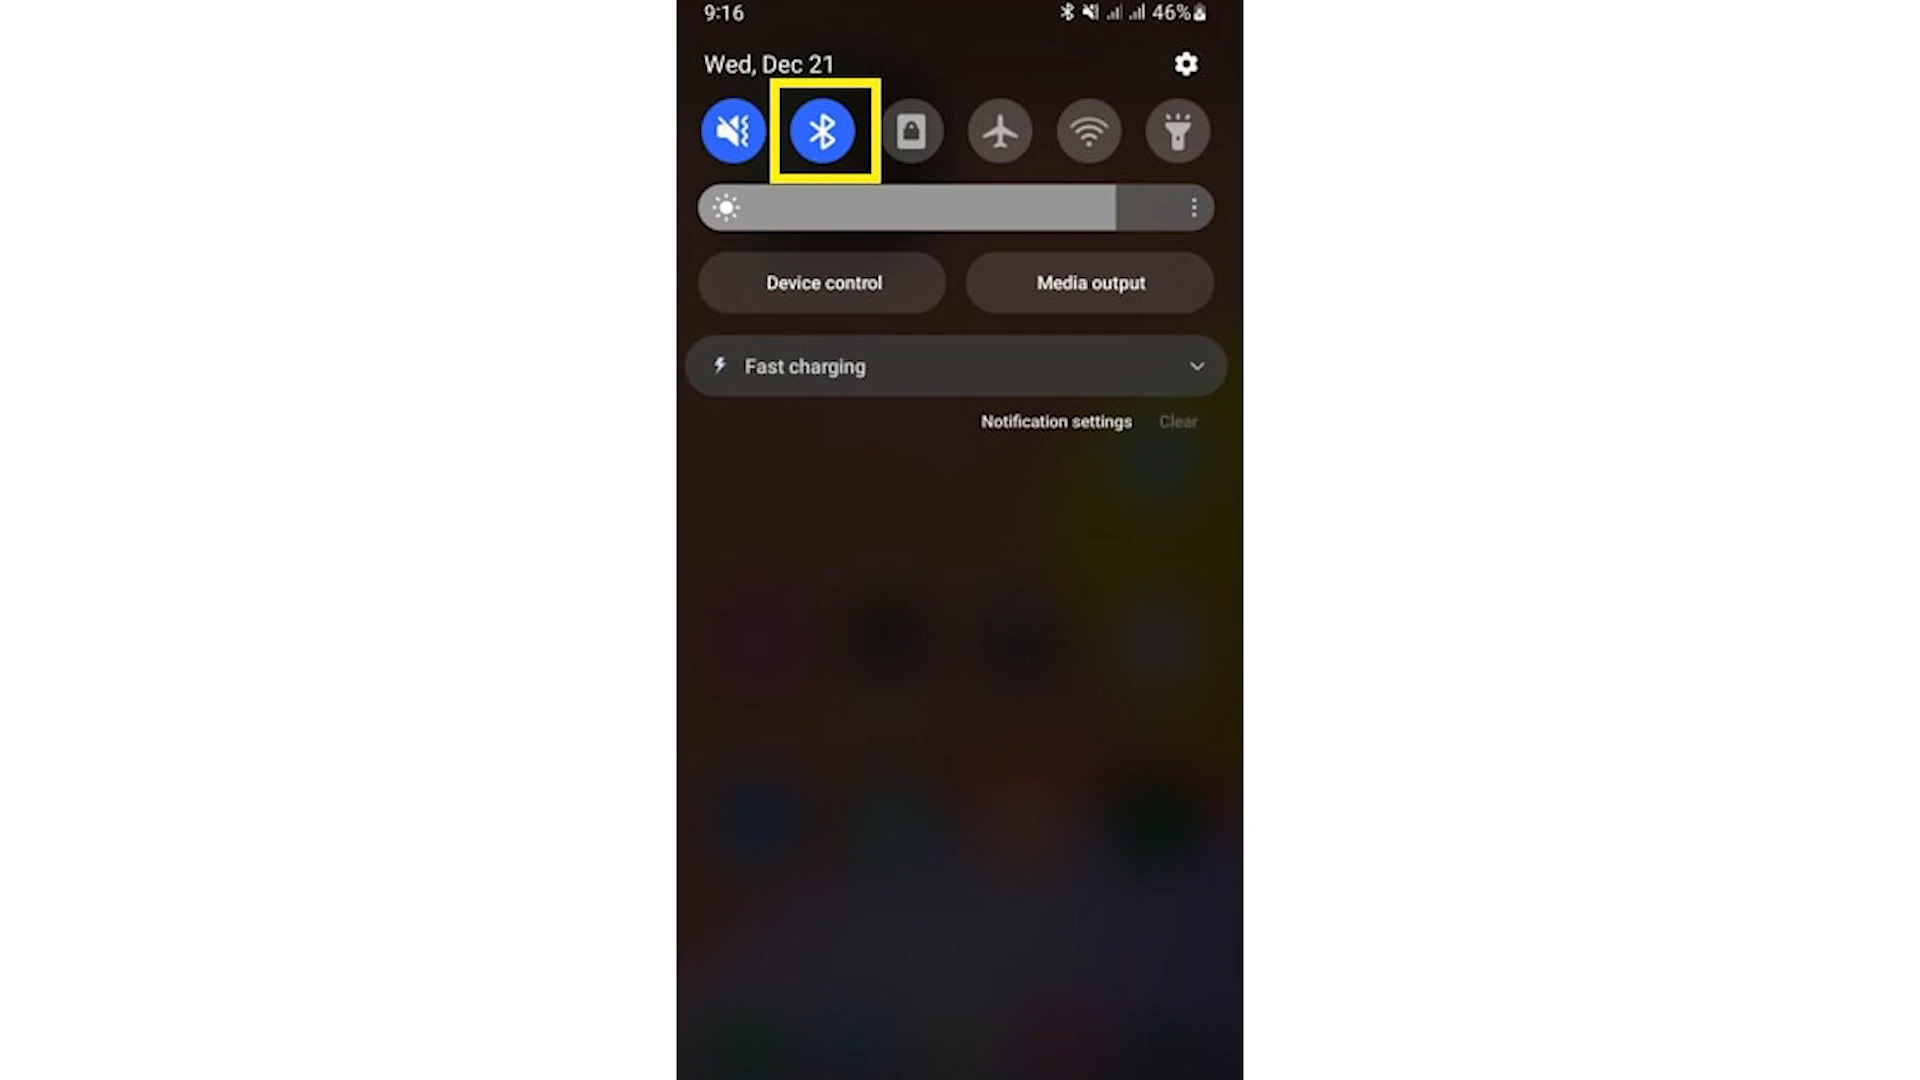 9:16 46%
Wed, Dec 21
Device control Media output
Fast charging
Notification settings Clear